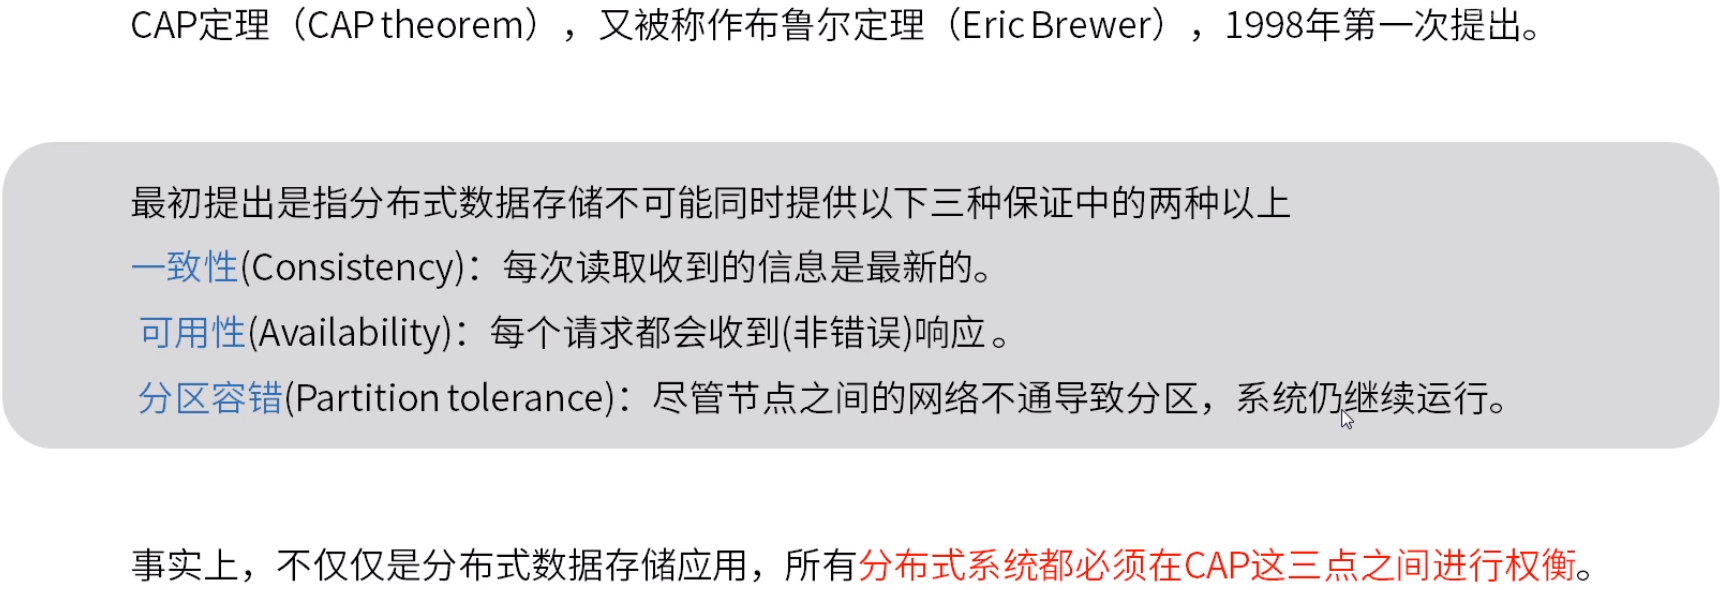 CAP定理（CAP theorem），又被称作布鲁尔定理（Eric Brewer），1998年第一次提出。
最初提出是指分布式数据存储不可能同时提供以下三种保证中的两种以上
一致性(Consistency)：每次读取收到的信息是最新的。
可用性(Availability)：每个请求都会收到(非错误)响应。
分区容错(Partition tolerance)：尽管节点之间的网络不通导致分区，系统仍继续运行。
事实上，不仅仅是分布式数据存储应用，所有分布式系统都必须在CAP这三点之间进行权衡。